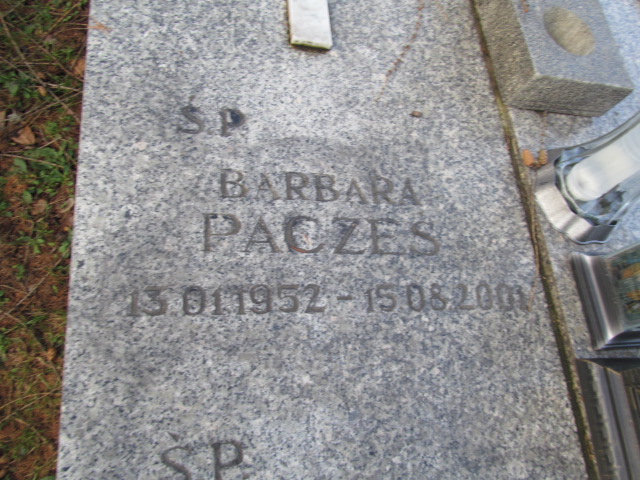 ŚP
BARBARA
PACZES
13 01 1952 - 15 08 2001
ŚP